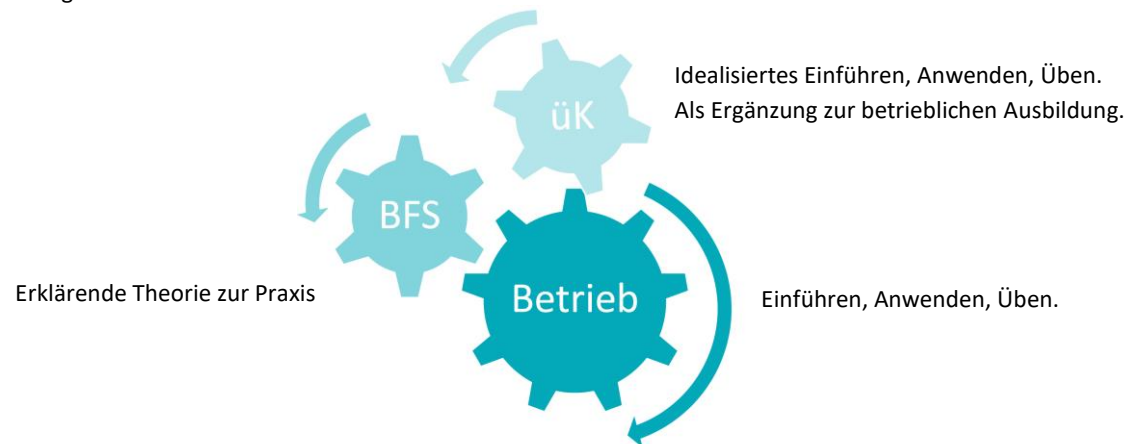 Idealisiertes Einführen, Anwenden, Üben.
Als Ergänzung zur betrieblichen Ausbildung.
üK
BFS
Erklärende Theorie zur Praxis
Betrieb
Einführen, Anwenden, Üben.